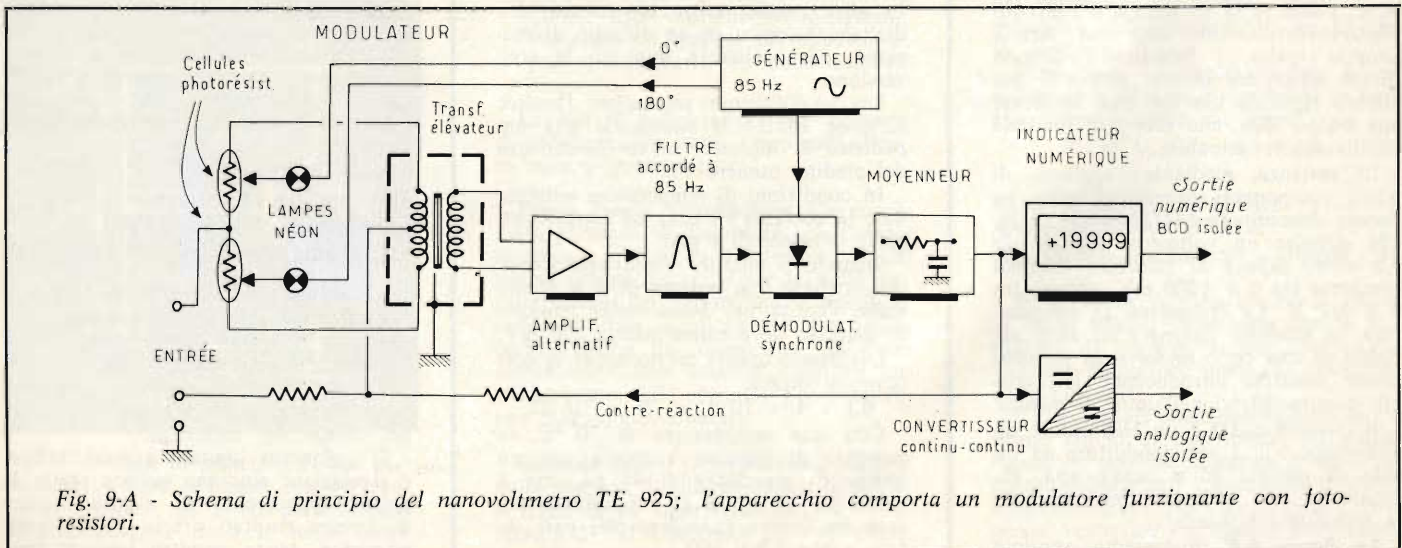 MODULATEUR
Cellules
photorésist.
0°
180°
GÉNÉRATEUR
85 Hz
Transf.
élévateur
LAMPES
NÉON
FILTRE
accordé à
85 Hz
MOYENNEUR
INDICATEUR
NUMÉRIQUE
+19999
Sortie
numérique
BCD isolée
AMPLIF.
alternatif
DÉMODULAT.
synchrone
ENTRÉE
Contre-réaction
CONVERTISSEUR
continu-continu
Sortie
analogique
isolée
Fig. 9-A - Schema di principio del nanovoltmetro TE 925; l'apparecchio comporta un modulatore funzionante con foto-
resistori.